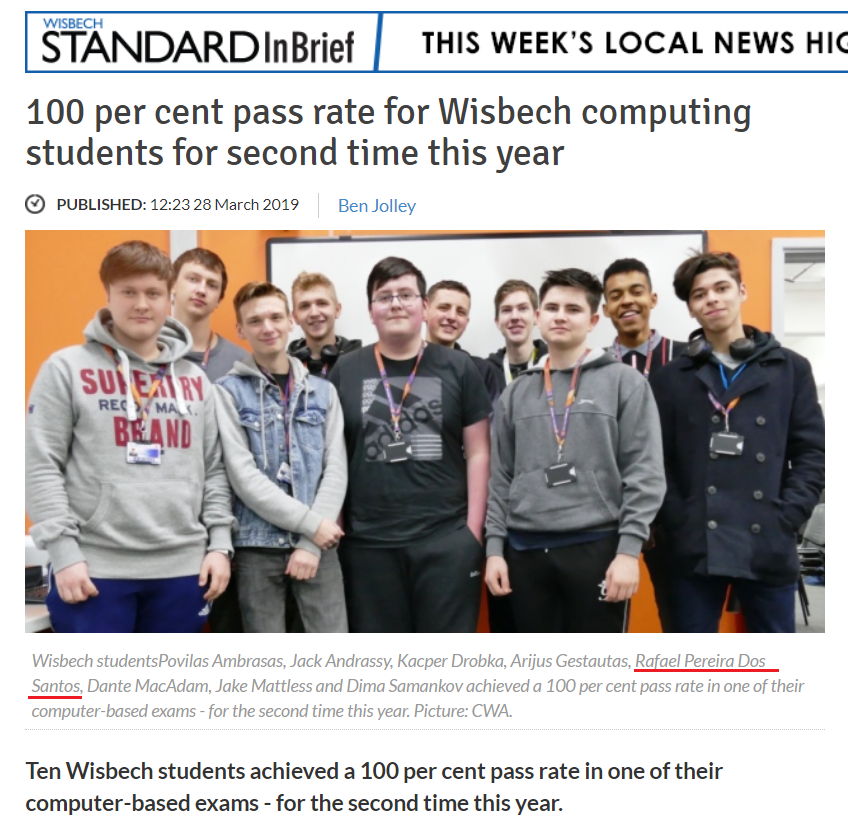 WISBECH
STANDARD InBrief
THIS WEEK'S LOCAL NEWS
100 per cent pass rate for Wisbech computing
students for second time this year
PUBLISHED: 12:23 28 March 2019
Ben Jolley
SUPERDRY
BRAND
adidas
Wisbech studentsPovilas Ambrasas, Jack Andrassy, Kacper Drobka, Arijus Gestautas, Rafael Pereira Dos
Santos, Dante MacAdam, Jake Mattless and Dima Samankov achieved a 100 per cent pass rate in one of their
computer-based exams - for the second time this year. Picture: CWA.
Ten Wisbech students achieved a 100 per cent pass rate in one of their
computer-based exams - for the second time this year.